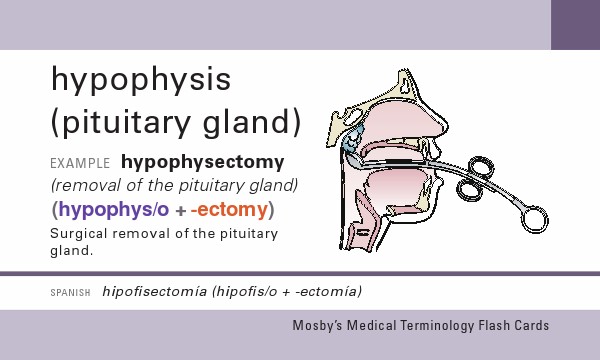 hypophysis
(pituitary gland)
EXAMPLE hypophysectomy
(removal of the pituitary gland)
(hypophys/o + -ectomy)
Surgical removal of the pituitary
gland.
SPANISH hipofisectomía (hipofis/o + -ectomía)
Mosby's Medical Terminology Flash Cards